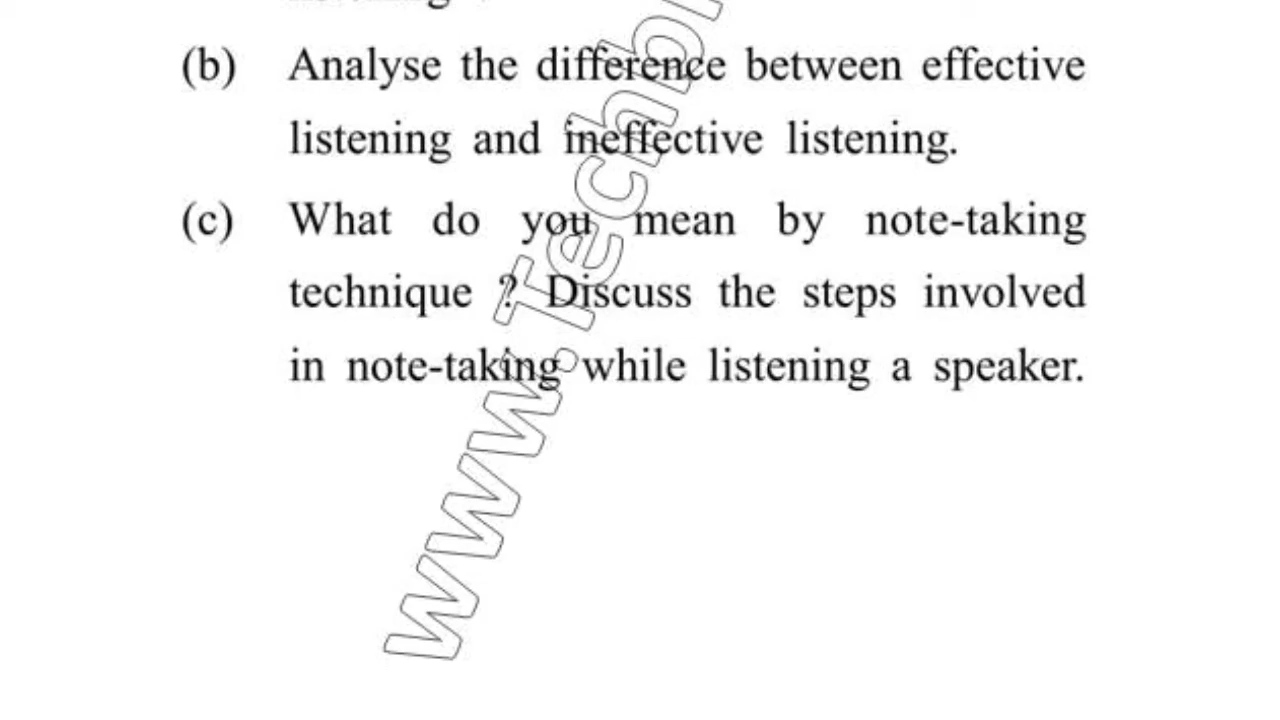 (b) Analyse the difference between effective
listening and ineffective listening.
(c) What do you mean by note-taking
technique ? Discuss the steps involved
in note-taking while listening a speaker.